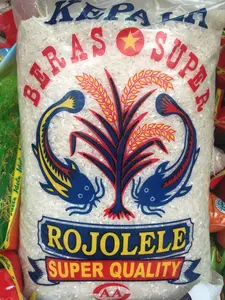 KEPALA
BERAS SUPER
ROJOLELE
SUPER QUALITY
AA